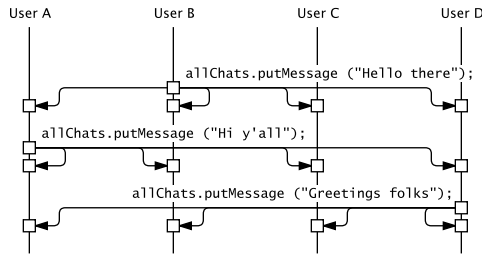 User A User B User C User D
allChats.putMessage ("Hello there");
allChats.putMessage ("Hi y'all");
allChats.putMessage ("Greetings folks");